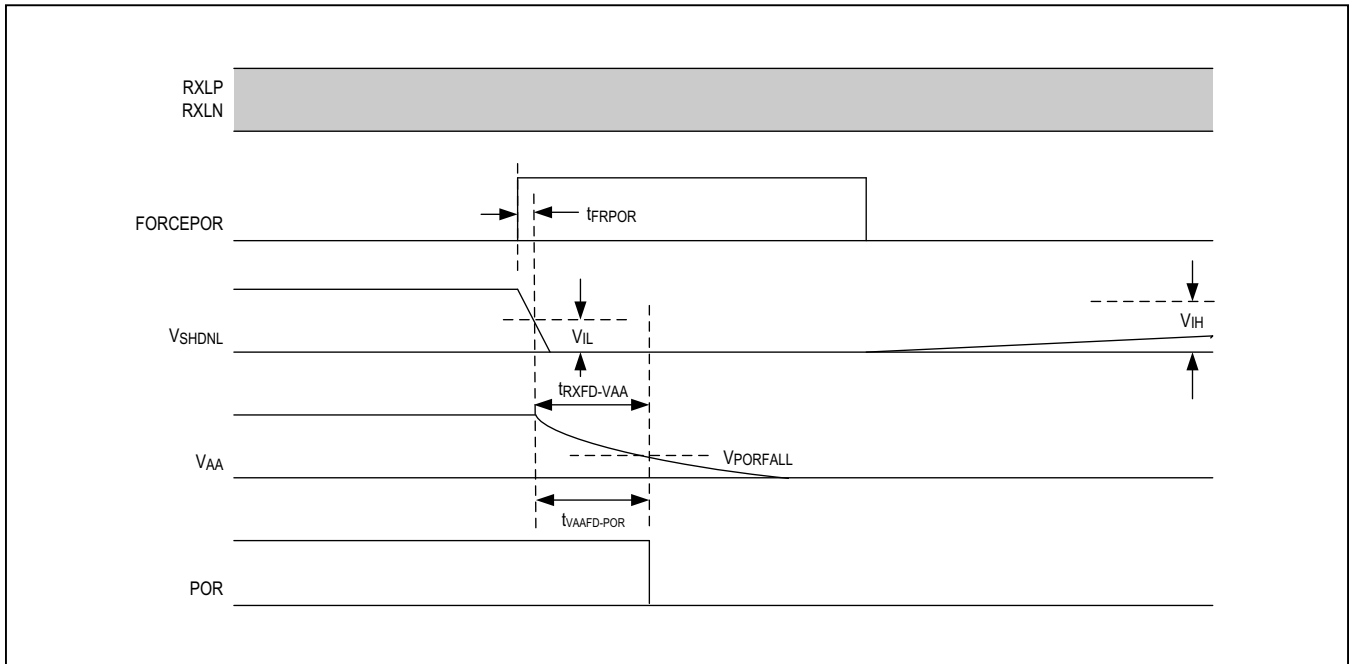 RXLP
RXLN
FORCEPOR
tFRPOR
VSHDNL
VIL
VIH
tRXFD-VAA
VAA
VPORFALL
tVAAFD-POR
POR